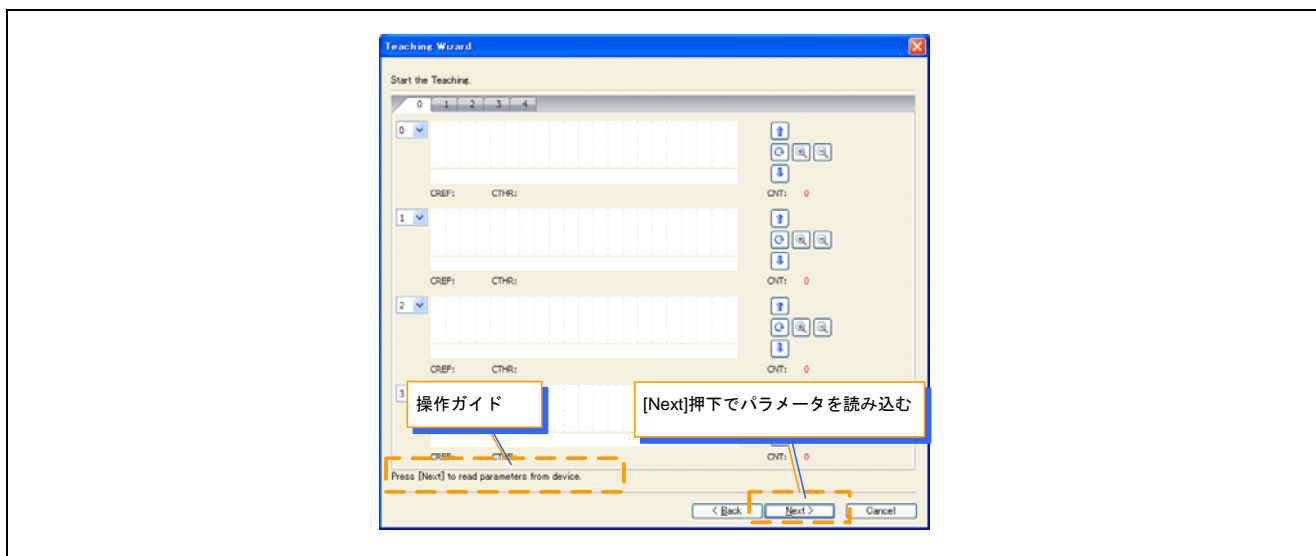 Teaching Wizard
Start the Teaching.
0 1 2 3 4
0
CREF: CTHR: CNT: 0
1
CREF: CTHR: CNT: 0
2
CREF: CTHR: CNT: 0
3
操作ガイド
[Next]押下でパラメータを読み込む
CREF: CTHR: CNT: 0
Press [Next] to read parameters from device.
< Back Next > Cancel